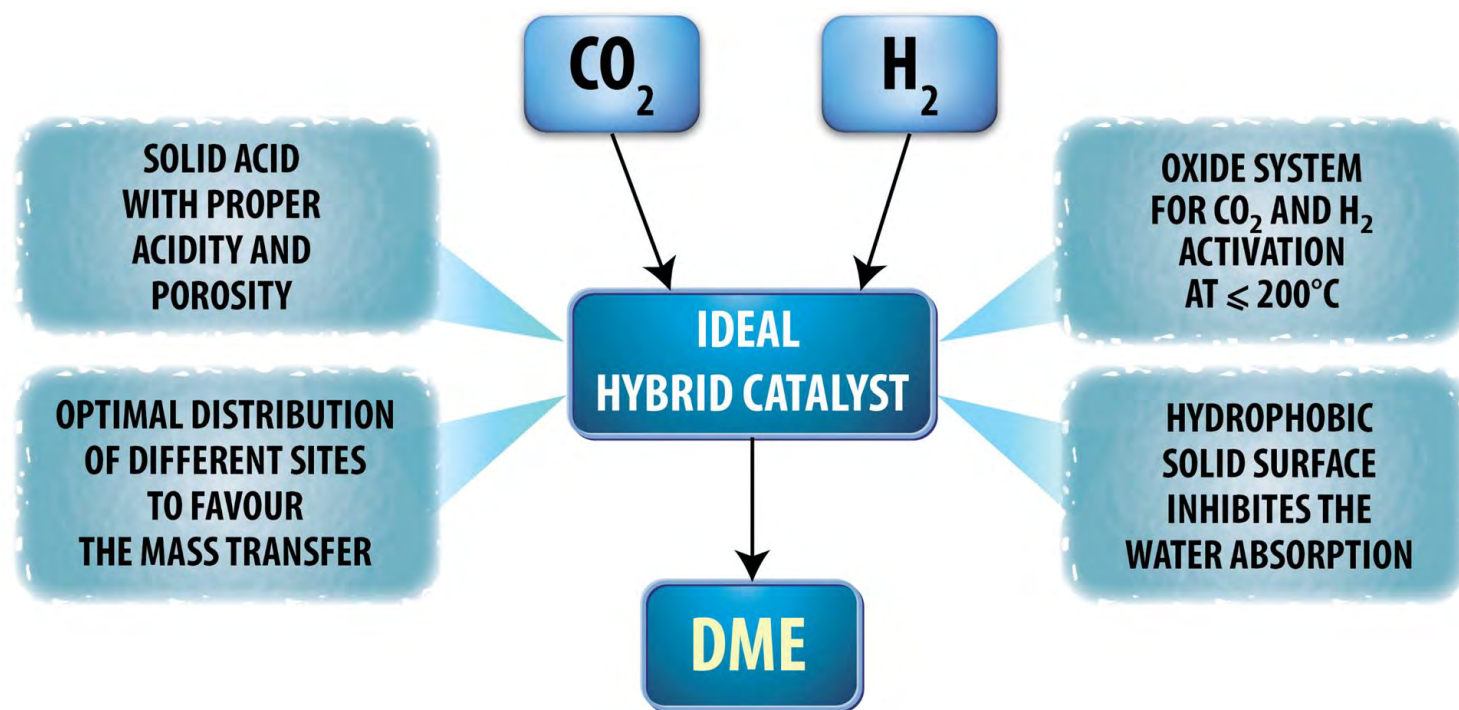 CO₂
H₂
SOLID ACID
WITH PROPER
ACIDITY AND
POROSITY
OXIDE SYSTEM
FOR CO₂ AND H₂
ACTIVATION
AT ⩽ 200°C
IDEAL
HYBRID CATALYST
OPTIMAL DISTRIBUTION
OF DIFFERENT SITES
TO FAVOUR
THE MASS TRANSFER
HYDROPHOBIC
SOLID SURFACE
INHIBITES THE
WATER ABSORPTION
DME